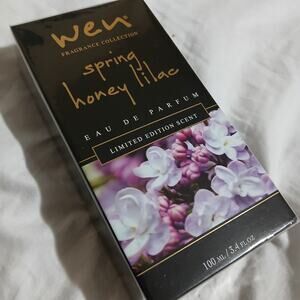 wen®
FRAGRANCE COLLECTION
spring
honey lilac
EAU DE PARFUM
LIMITED EDITION SCENT
100 ML / 3.4 FL OZ